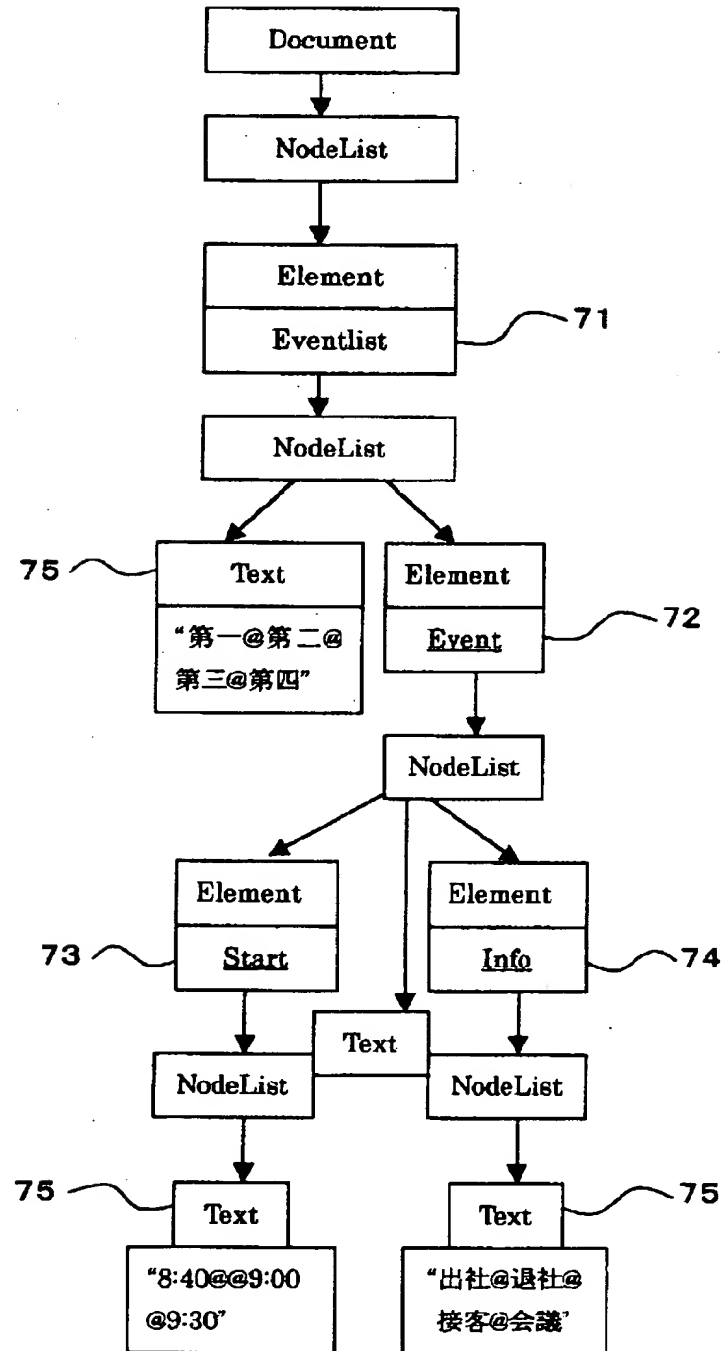 Document
NodeList
Element
Eventlist
71
NodeList
75
Text
“第一@第二@
第三@第四”
Element
Event
72
NodeList
Element
Start
73
Element
Info
74
Text
NodeList
NodeList
75
Text
“8:40@@9:00
@9:30”
Text
75
“出社@退社@
接客@会議”